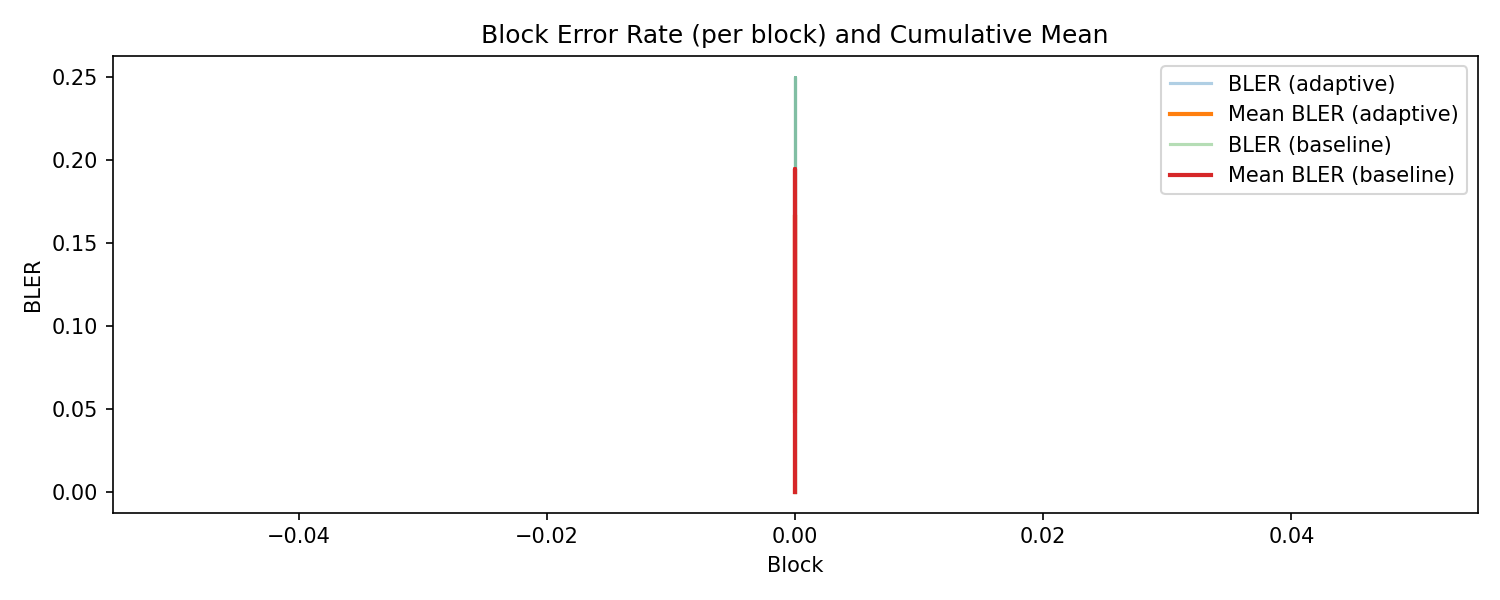 Block Error Rate (per block) and Cumulative Mean
BLER (adaptive)
Mean BLER (adaptive)
BLER (baseline)
Mean BLER (baseline)
BLER
0.25
0.20
0.15
0.10
0.05
0.00
−0.04
−0.02
0.00
0.02
0.04
Block